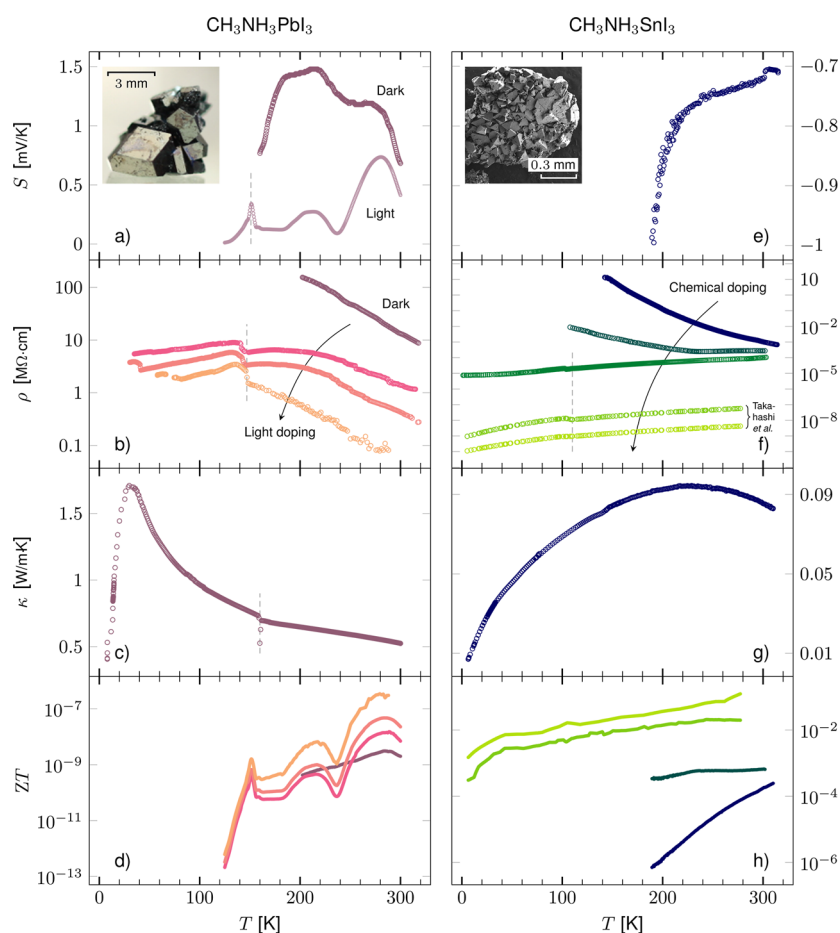 CH₃NH₃PbI₃
CH₃NH₃SnI₃
S [mV/K]
1.5
1
0.5
0
3 mm
Dark
Light
a)
0.3 mm
e)
−0.7
−0.8
−0.9
−1
ρ [MΩ·cm]
100
10
1
0.1
Dark
Light doping
b)
Chemical doping
Taka-
hashi
et al.
f)
10
10⁻²
10⁻⁵
10⁻⁸
κ [W/m·K]
1.5
1
0.5
c)
g)
0.09
0.05
0.01
ZT
10⁻⁷
10⁻⁹
10⁻¹¹
10⁻¹³
d)
h)
10⁻²
10⁻⁴
10⁻⁶
0
100
200
300
T [K]
0
100
200
300
T [K]